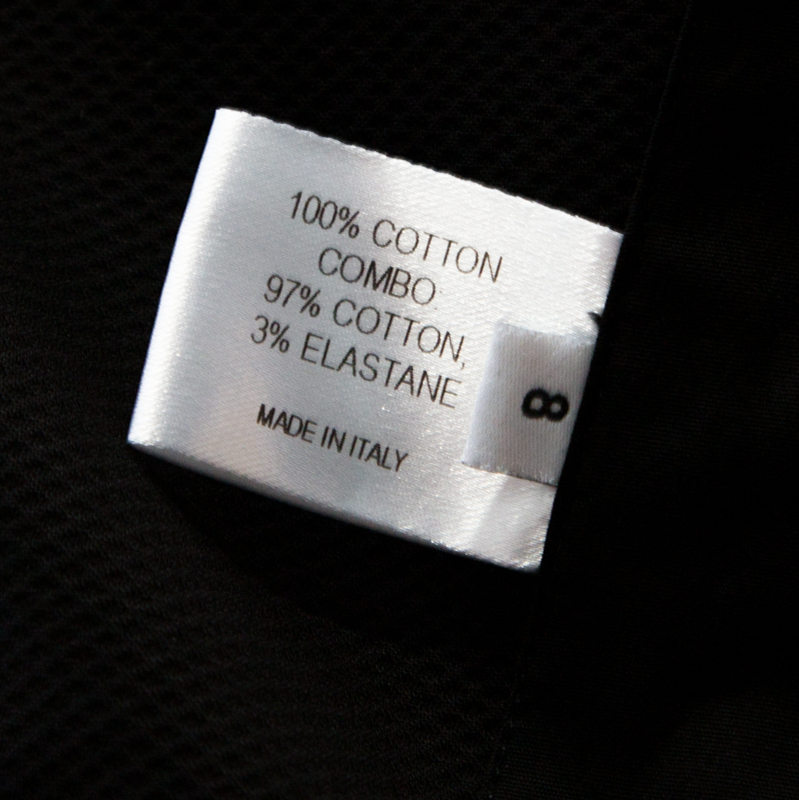 100% COTTON
COMBO
97% COTTON,
3% ELASTANE
MADE IN ITALY
8